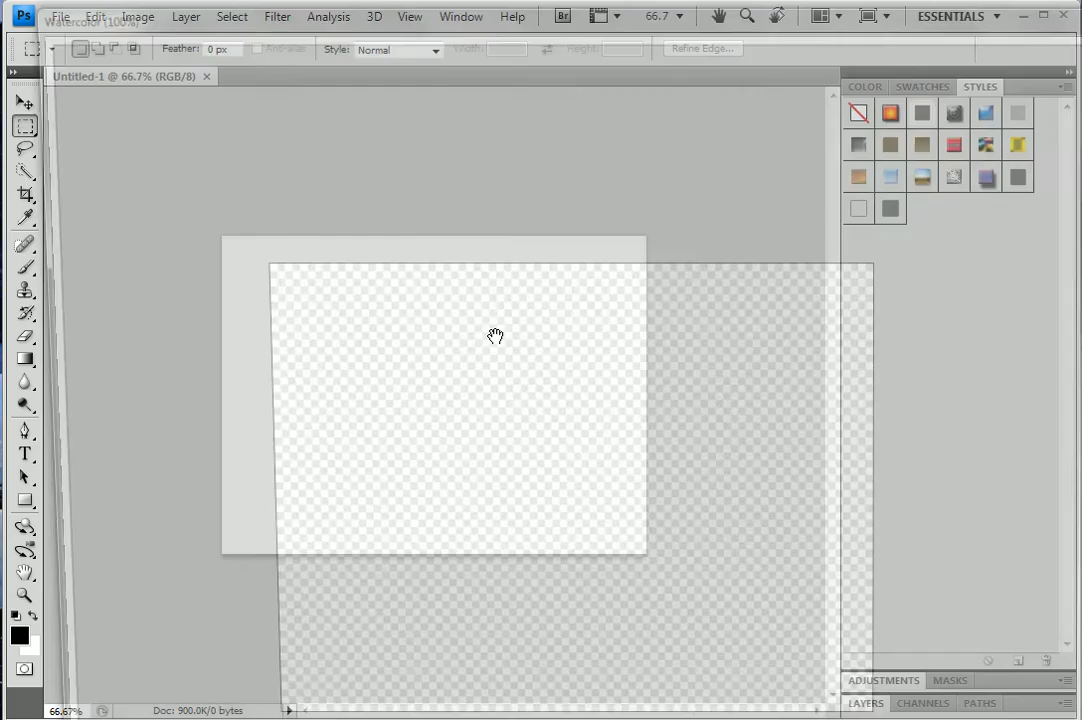 Ps File Edit Image Layer Select Filter Analysis 3D View Window Help Br 66.7 ESSENTIALS
Watercolor (100%)
Feather: 0 px Anti-alias Style: Normal Width: Height: Refine Edge...
Untitled-1 @ 66.7% (RGB/8) ×
COLOR SWATCHES STYLES
T
ADJUSTMENTS MASKS
LAYERS CHANNELS PATHS
66.67% Doc: 900.0K/0 bytes